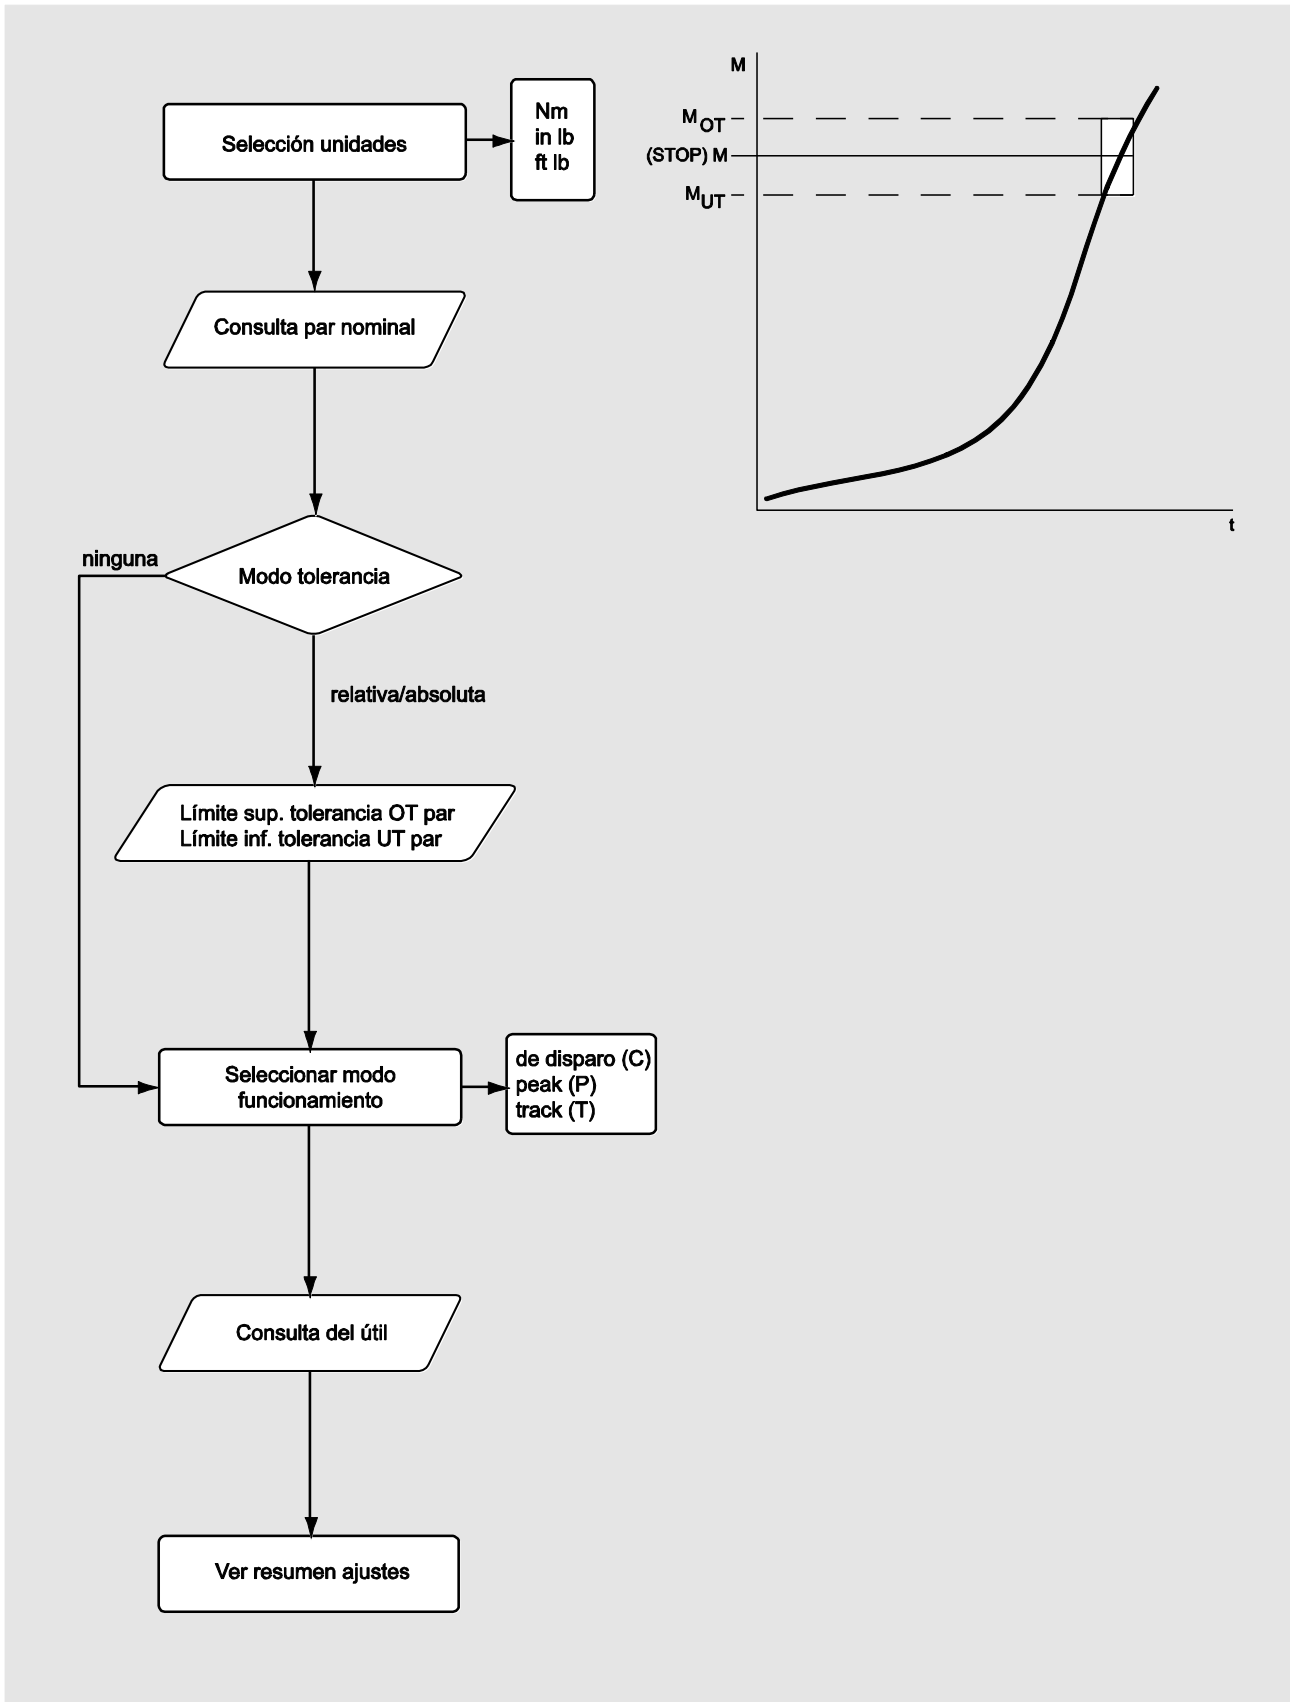 Selección unidades
Nm
in lb
ft lb
Consulta par nominal
Modo tolerancia
ninguna
relativa/absoluta
Límite sup. tolerancia OT par
Límite inf. tolerancia UT par
Seleccionar modo
funcionamiento
de disparo (C)
peak (P)
track (T)
Consulta del útil
Ver resumen ajustes
M
MOT
(STOP) M
MUT
t